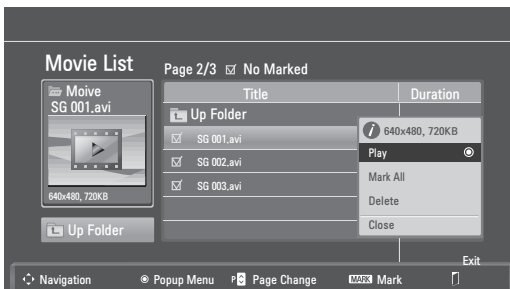 Movie List
Page 2/3 No Marked
Moive
SG 001.avi
640x480, 720KB
Up Folder
Title
Duration
Up Folder
SG 001.avi
SG 002.avi
SG 003.avi
640x480, 720KB
Play
Mark All
Delete
Close
Exit
Navigation
Popup Menu
P Page Change
MARK Mark